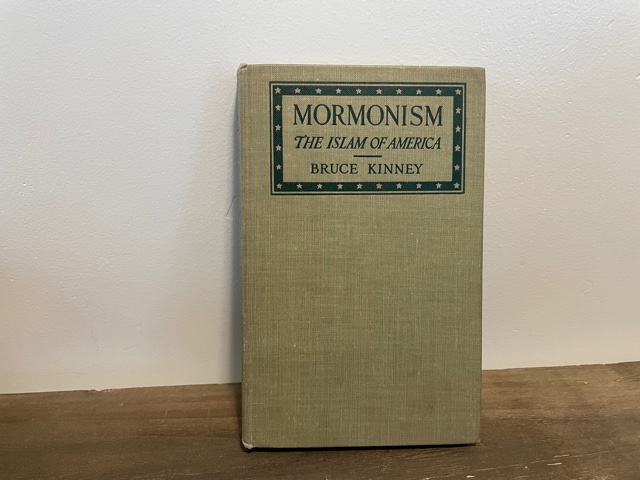 MORMONISM
THE ISLAM OF AMERICA
BRUCE KINNEY